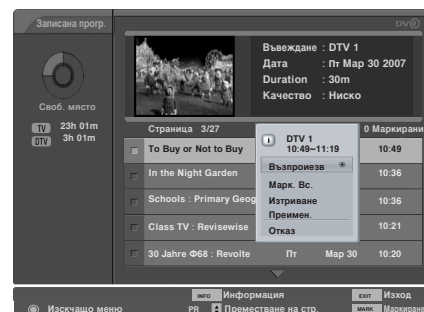 Записана прогр.
DVR
Въвеждане : DTV 1
Дата : Пт Мар 30 2007
Duration : 30m
Качество : Ниско
Своб. място
TV 23h 01m
DTV 3h 01m
Страница 3/27
0 Маркирани
i DTV 1
10:49~11:19
To Buy or Not to Buy
10:49
Възпроизв
In the Night Garden
10:36
Марк. Вс.
Schools : Primary Geog
10:36
Изтриване
Преимен.
Class TV : Revisewise
10:21
Отказ
30 Jahre Ф68 : Revolte Пт Мар 30 10:20
INFO Информация
EXIT Изход
Изскчащо меню
PR Преместване на стр.
MARK Маркиране